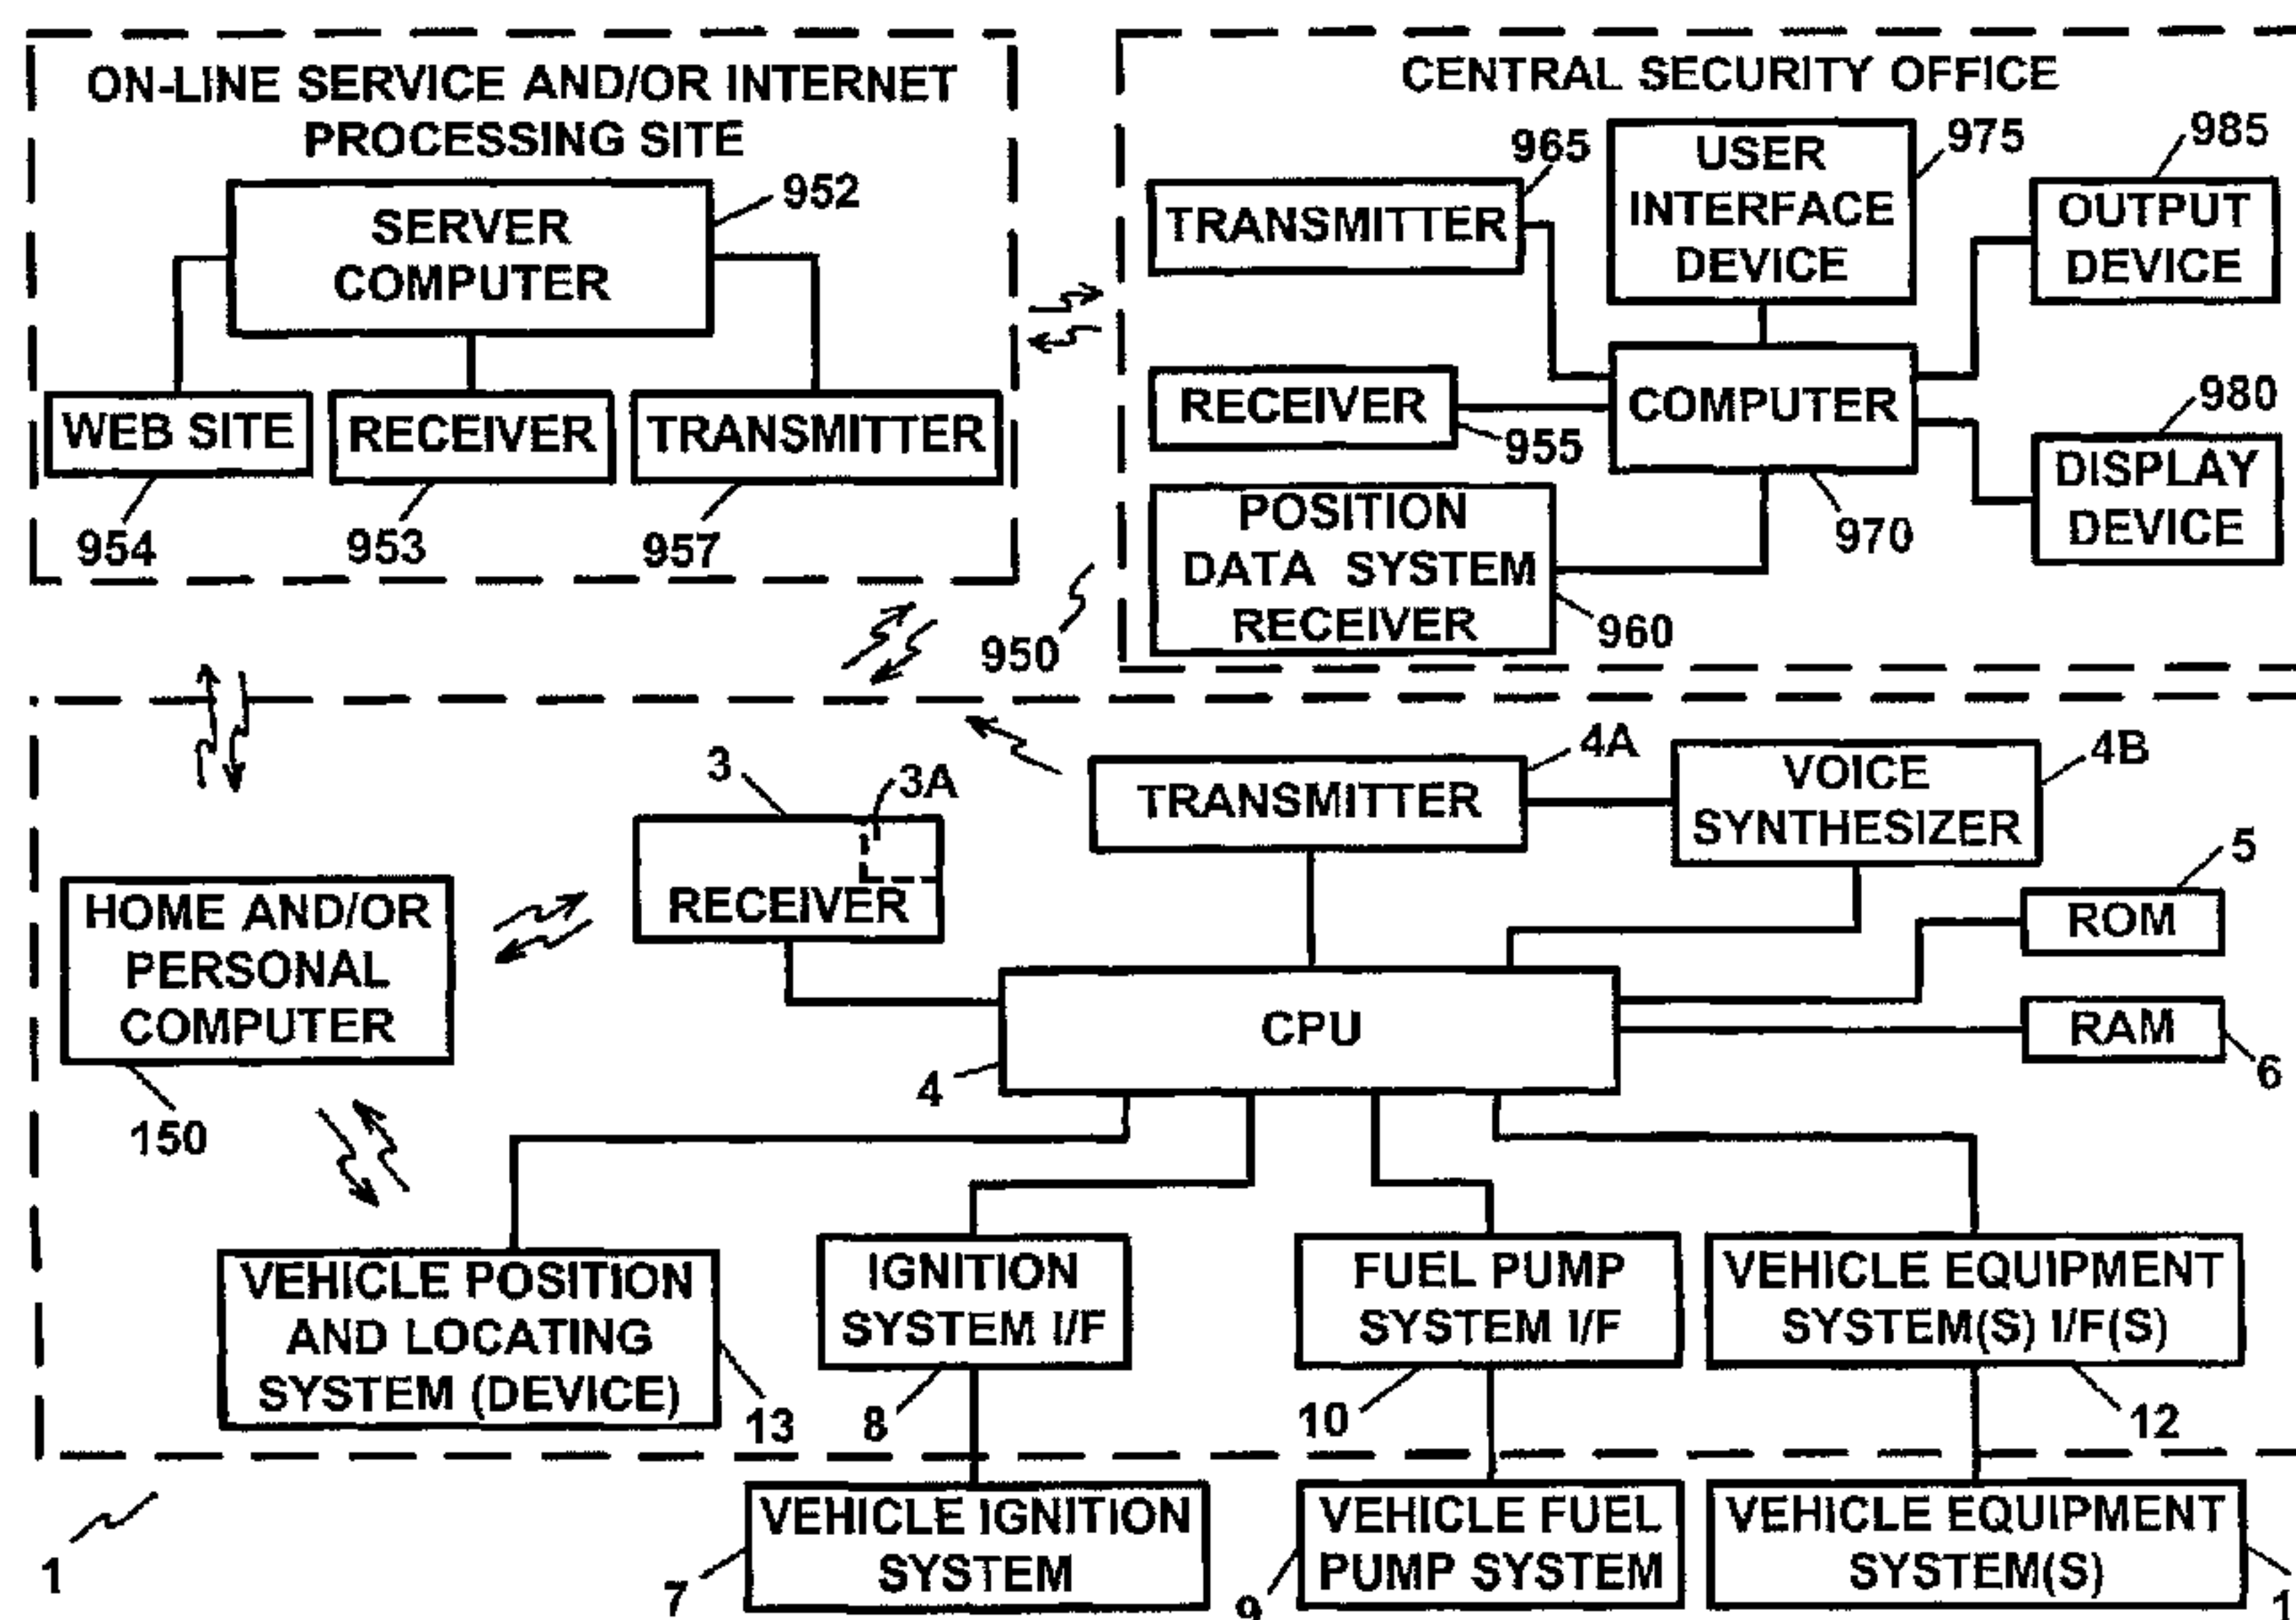 ON-LINE SERVICE AND/OR INTERNET
PROCESSING SITE
952
SERVER
COMPUTER
WEB SITE
RECEIVER
TRANSMITTER
954
953
957
CENTRAL SECURITY OFFICE
965
TRANSMITTER
USER
INTERFACE
DEVICE
975
985
OUTPUT
DEVICE
RECEIVER
955
COMPUTER
970
980
DISPLAY
DEVICE
POSITION
DATA SYSTEM
RECEIVER
960
950
3
3A
RECEIVER
TRANSMITTER
4A
VOICE
SYNTHESIZER
4B
5
ROM
RAM
6
HOME AND/OR
PERSONAL
COMPUTER
150
CPU
4
VEHICLE POSITION
AND LOCATING
SYSTEM (DEVICE)
13
IGNITION
SYSTEM I/F
8
FUEL PUMP
SYSTEM I/F
10
VEHICLE EQUIPMENT
SYSTEM(S) I/F(S)
12
1
VEHICLE IGNITION
SYSTEM
7
VEHICLE FUEL
PUMP SYSTEM
9
VEHICLE EQUIPMENT
SYSTEM(S)